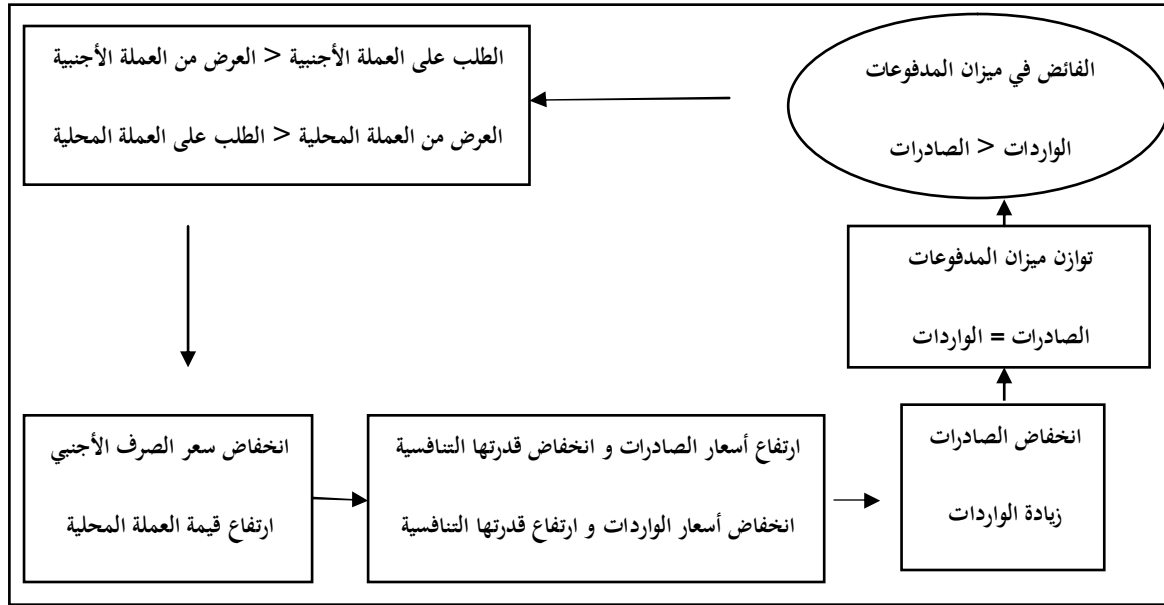 الفائض في ميزان المدفوعات
الواردات < الصادرات
الطلب على العملة الأجنبية < العرض من العملة الأجنبية
العرض من العملة المحلية < الطلب على العملة المحلية
انخفاض سعر الصرف الأجنبي
ارتفاع قيمة العملة المحلية
ارتفاع أسعار الصادرات و انخفاض قدرتها التنافسية
انخفاض أسعار الواردات و ارتفاع قدرتها التنافسية
انخفاض الصادرات
زيادة الواردات
توازن ميزان المدفوعات
الصادرات = الواردات